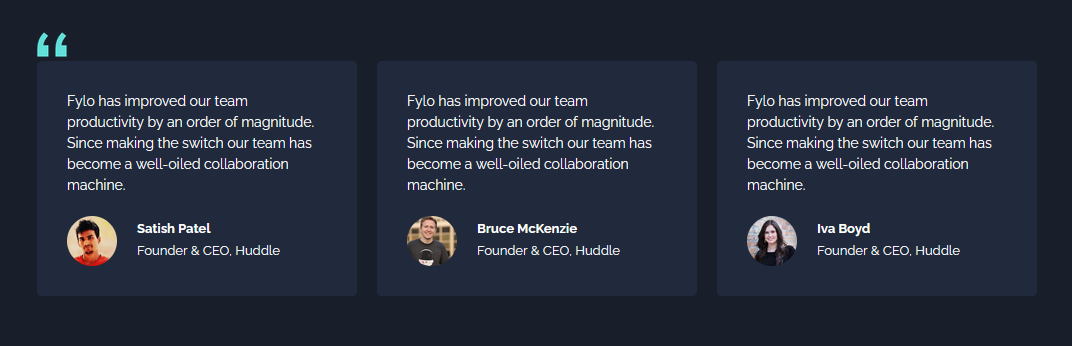 “
Fylo has improved our team
productivity by an order of magnitude.
Since making the switch our team has
become a well-oiled collaboration
machine.
Satish Patel
Founder & CEO, Huddle
Fylo has improved our team
productivity by an order of magnitude.
Since making the switch our team has
become a well-oiled collaboration
machine.
Bruce McKenzie
Founder & CEO, Huddle
Fylo has improved our team
productivity by an order of magnitude.
Since making the switch our team has
become a well-oiled collaboration
machine.
Iva Boyd
Founder & CEO, Huddle